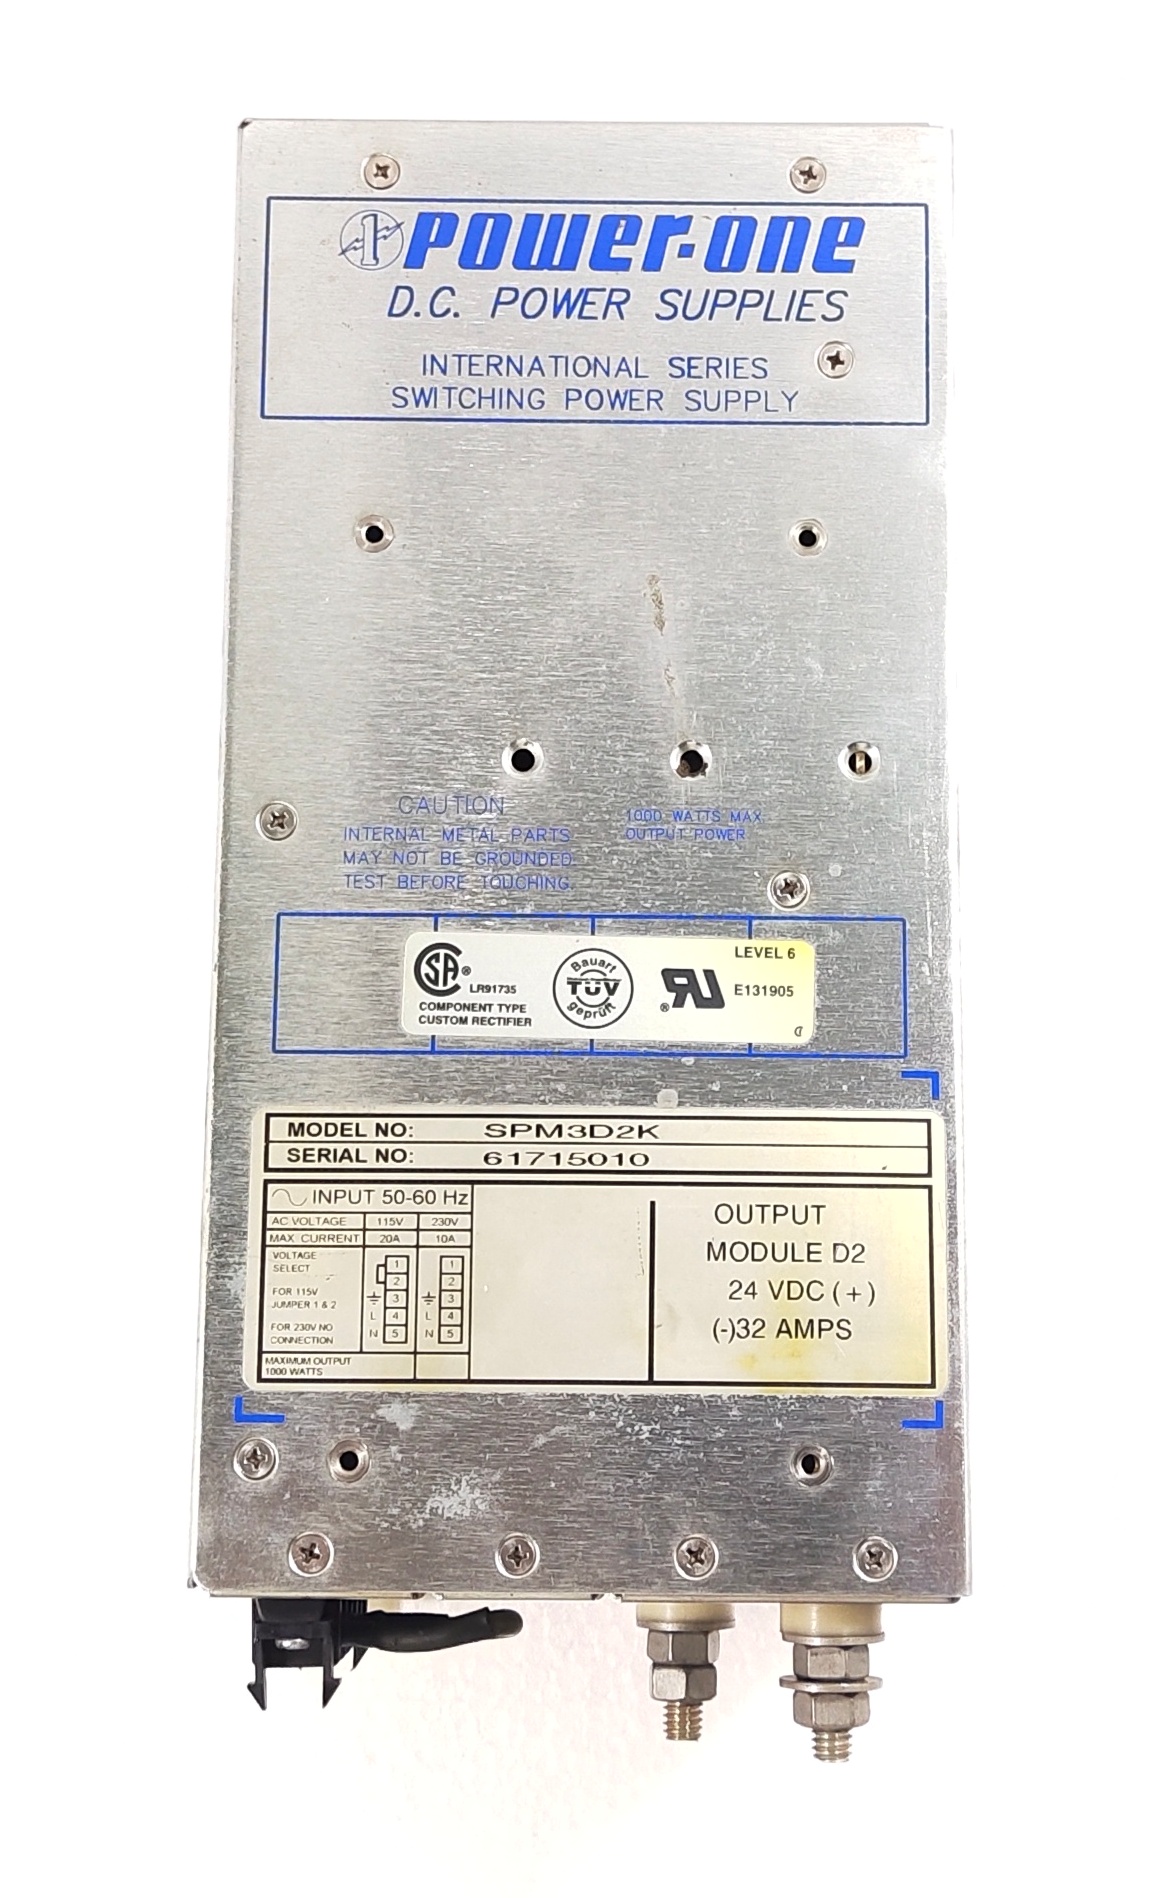 1 POWER-ONE
D.C. POWER SUPPLIES
INTERNATIONAL SERIES
SWITCHING POWER SUPPLY
CAUTION
INTERNAL METAL PARTS
MAY NOT BE GROUNDED
TEST BEFORE TOUCHING.
1000 WATTS MAX
OUTPUT POWER
SA ® LR91735
COMPONENT TYPE
CUSTOM RECTIFIER
Bauart
TÜV
geprüft
LEVEL 6
RU ® E131905
MODEL NO: SPM3D2K
SERIAL NO: 61715010
INPUT 50-60 Hz
AC VOLTAGE 115V 230V
MAX CURRENT 20A 10A
VOLTAGE
SELECT
FOR 115V
JUMPER 1 & 2
FOR 230V NO
CONNECTION
1 1
2 2
3 3
L 4 L 4
N 5 N 5
MAXIMUM OUTPUT
1000 WATTS
OUTPUT
MODULE D2
24 VDC (+)
(-)32 AMPS